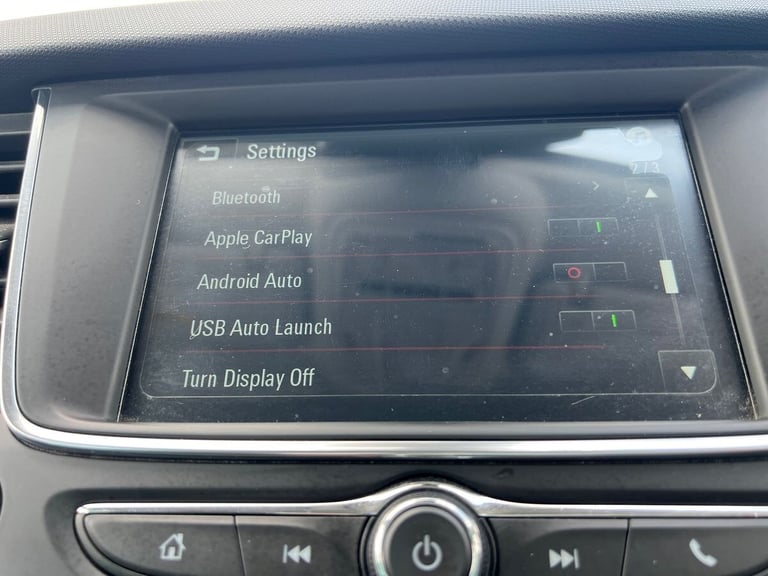 Settings
2/3
Bluetooth
Apple CarPlay
Android Auto
USB Auto Launch
Turn Display Off